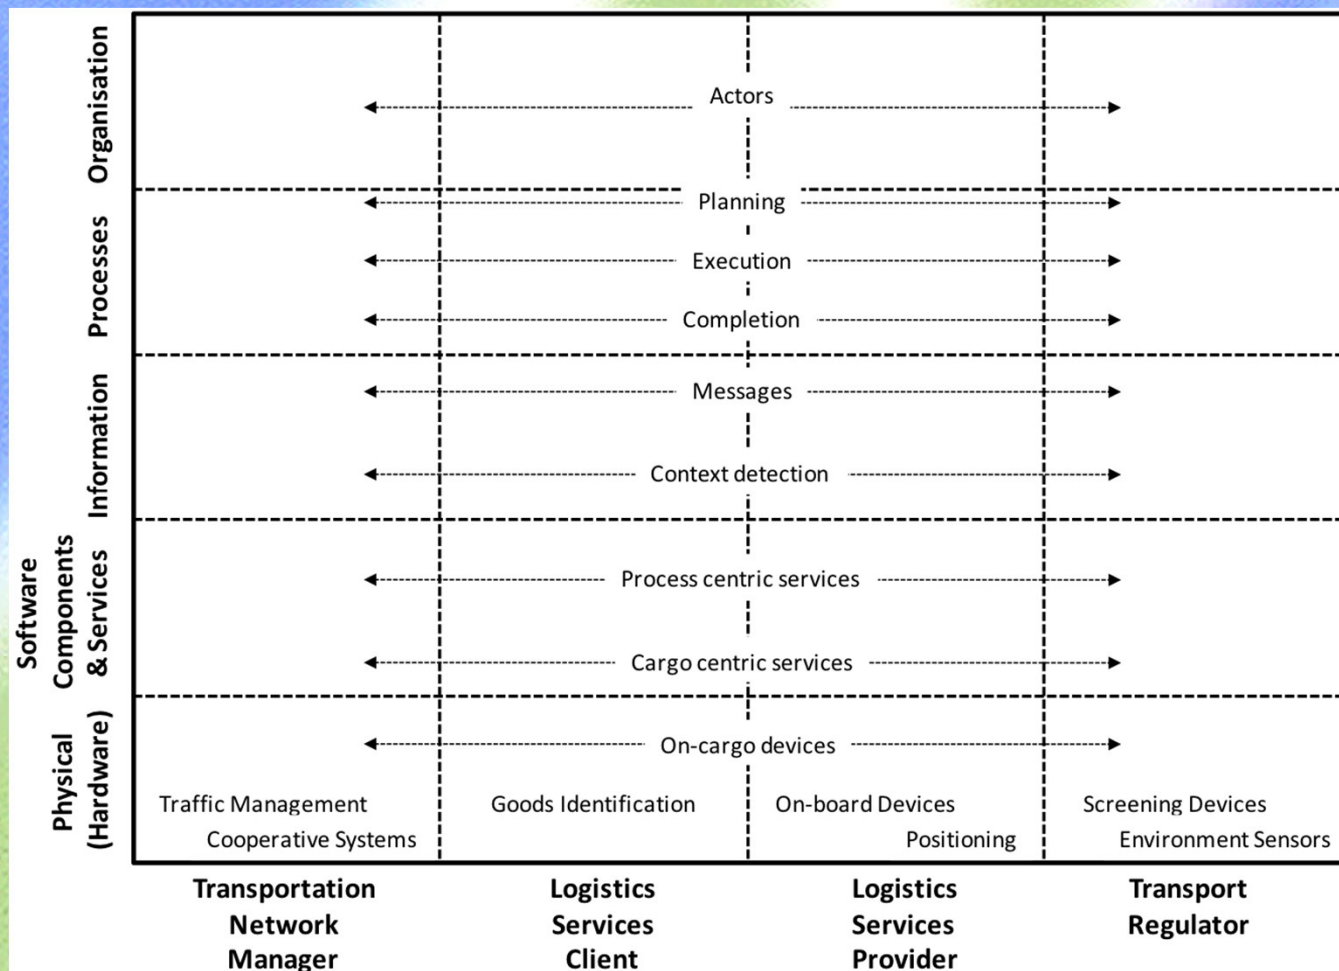 Organisation
Actors
Processes
Planning
Execution
Completion
Information
Messages
Context detection
Software
Components
& Services
Process centric services
Cargo centric services
Physical
(Hardware)
On-cargo devices
Traffic Management
Cooperative Systems
Goods Identification
On-board Devices
Positioning
Screening Devices
Environment Sensors
Transportation
Network
Manager
Logistics
Services
Client
Logistics
Services
Provider
Transport
Regulator